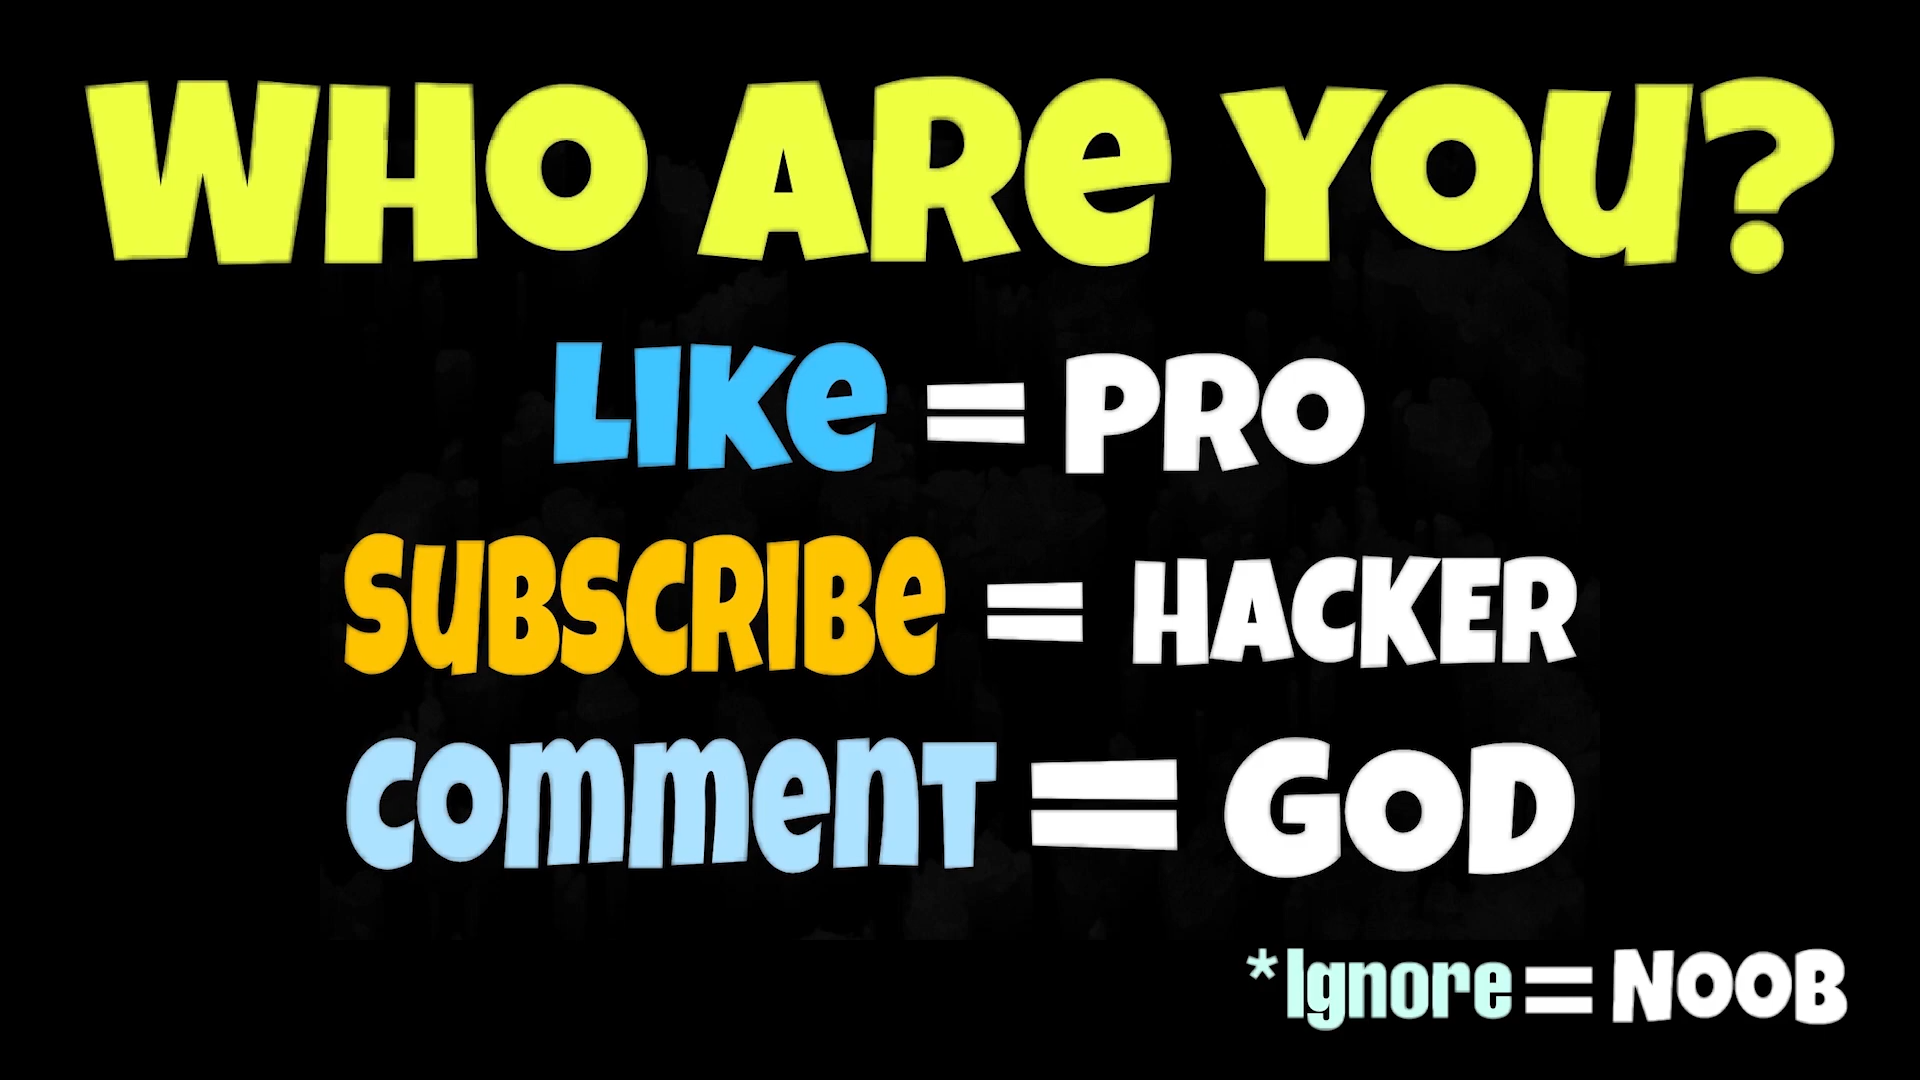 WHO ARe YOU?
LIKe = PRO
SUBSCRIBe = HACKER
COMMENT = GOD
*Ignore = NOOB